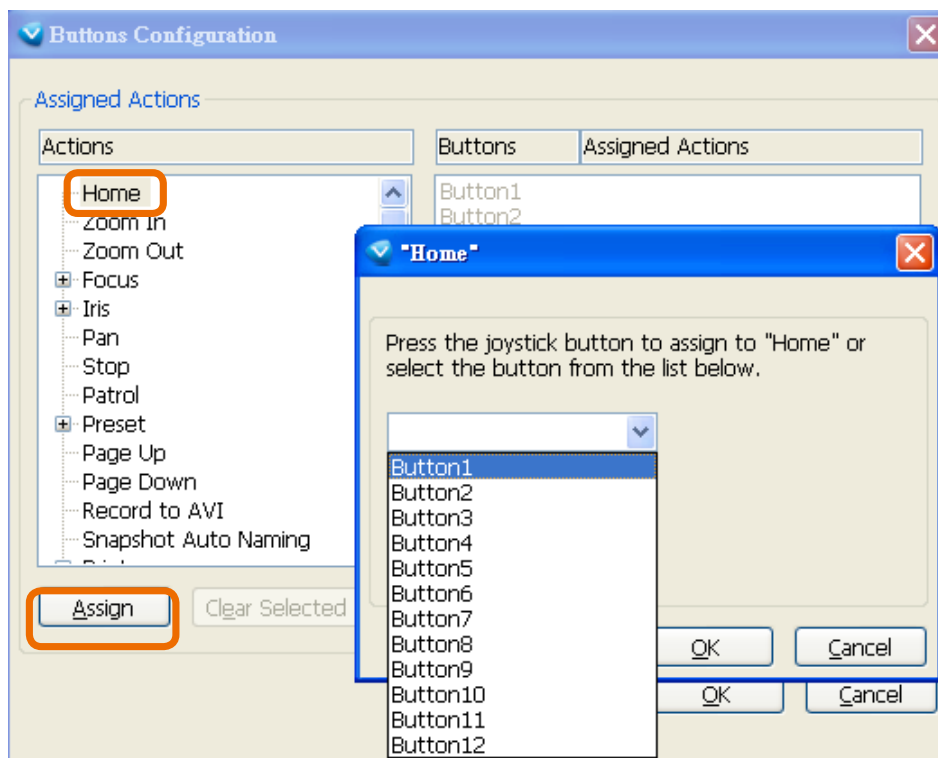 Buttons Configuration
Assigned Actions
Actions
Buttons
Assigned Actions
Home
Zoom In
Zoom Out
Focus
Iris
Pan
Stop
Patrol
Preset
Page Up
Page Down
Record to AVI
Snapshot Auto Naming
Button1
Button2
Assign
Clear Selected
"Home"
Press the joystick button to assign to "Home" or
select the button from the list below.
Button1
Button2
Button3
Button4
Button5
Button6
Button7
Button8
Button9
Button10
Button11
Button12
OK
Cancel
OK
Cancel